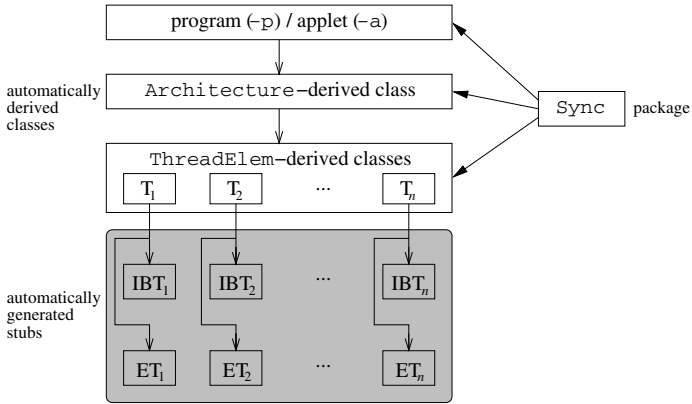 program (−p) / applet (−a)
automatically
derived
classes
Architecture−derived class
Sync
package
ThreadElem−derived classes
T1 T2 ... Tn
IBT1 IBT2 ... IBTn
automatically
generated
stubs
ET1 ET2 ... ETn